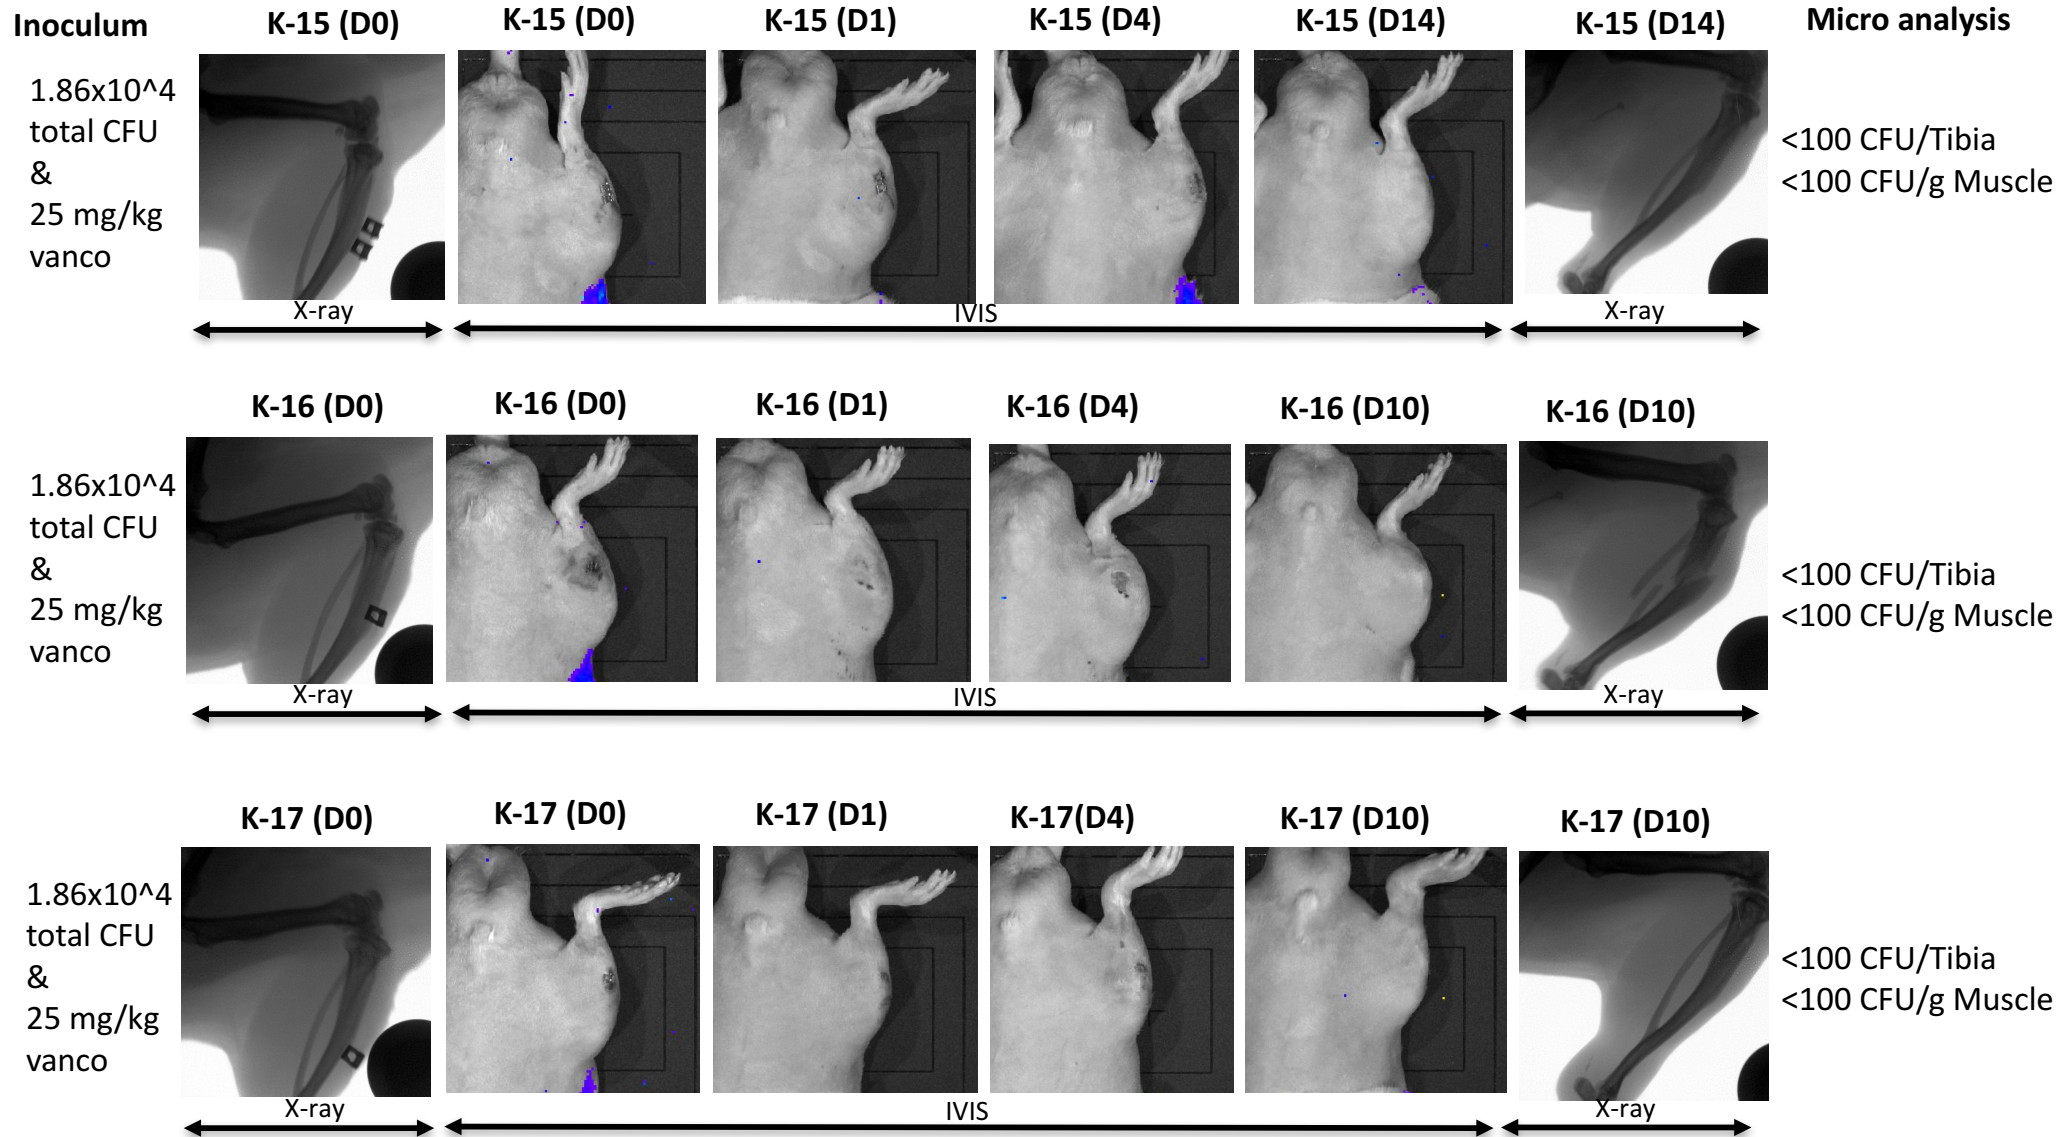 Inoculum
K-15 (D0)
K-15 (D0)
K-15 (D1)
K-15 (D4)
K-15 (D14)
K-15 (D14)
Micro analysis
1.86x10^4
total CFU
&
25 mg/kg
vanco
<100 CFU/Tibia
<100 CFU/g Muscle
X-ray
IVIS
X-ray
K-16 (D0)
K-16 (D0)
K-16 (D1)
K-16 (D4)
K-16 (D10)
K-16 (D10)
1.86x10^4
total CFU
&
25 mg/kg
vanco
<100 CFU/Tibia
<100 CFU/g Muscle
X-ray
IVIS
X-ray
K-17 (D0)
K-17 (D0)
K-17 (D1)
K-17(D4)
K-17 (D10)
K-17 (D10)
1.86x10^4
total CFU
&
25 mg/kg
vanco
<100 CFU/Tibia
<100 CFU/g Muscle
X-ray
IVIS
X-ray